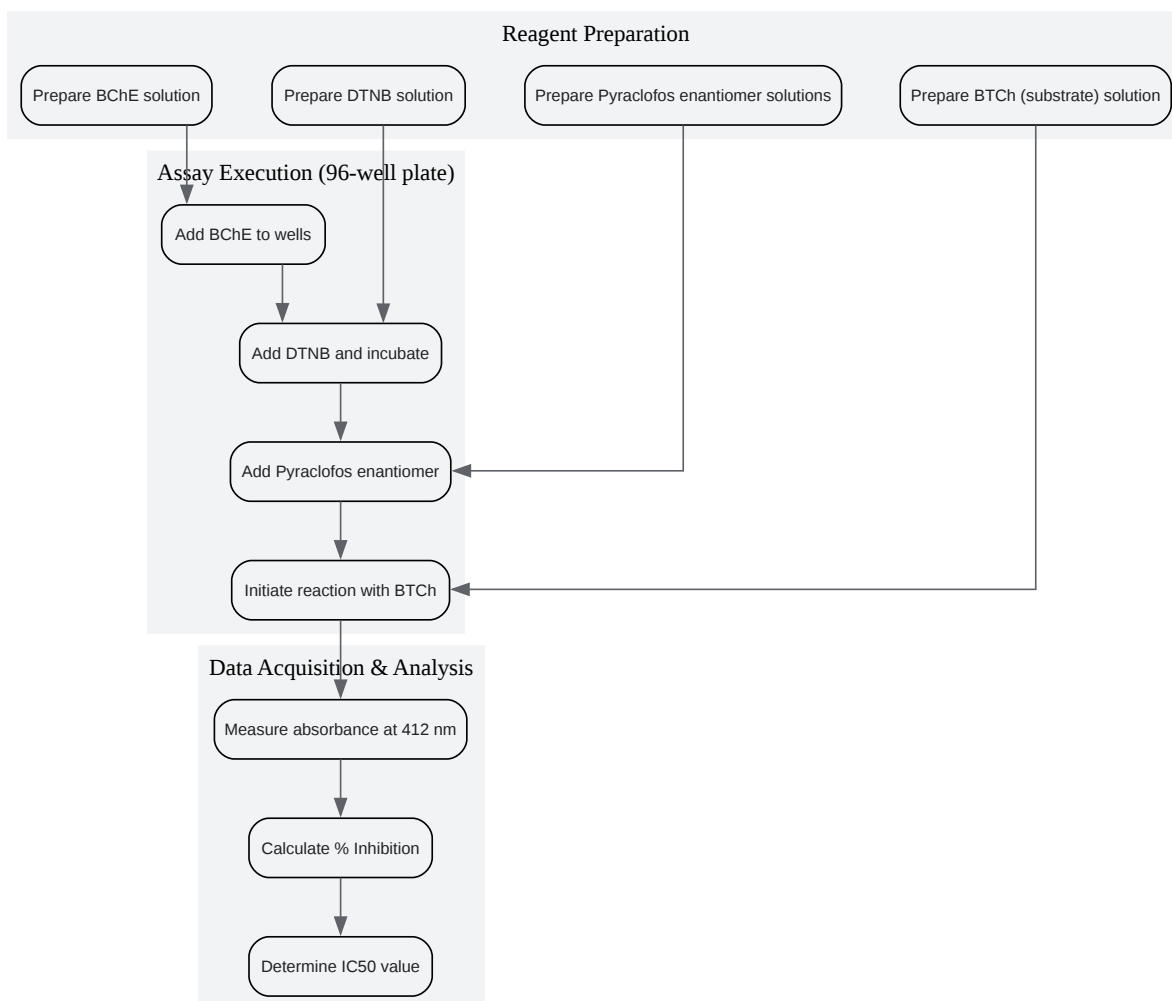 Reagent Preparation
Prepare BChE solution
Prepare DTNB solution
Prepare Pyraclofos enantiomer solutions
Prepare BTCh (substrate) solution
Assay Execution (96-well plate)
Add BChE to wells
Add DTNB and incubate
Add Pyraclofos enantiomer
Initiate reaction with BTCh
Data Acquisition & Analysis
Measure absorbance at 412 nm
Calculate % Inhibition
Determine IC50 value